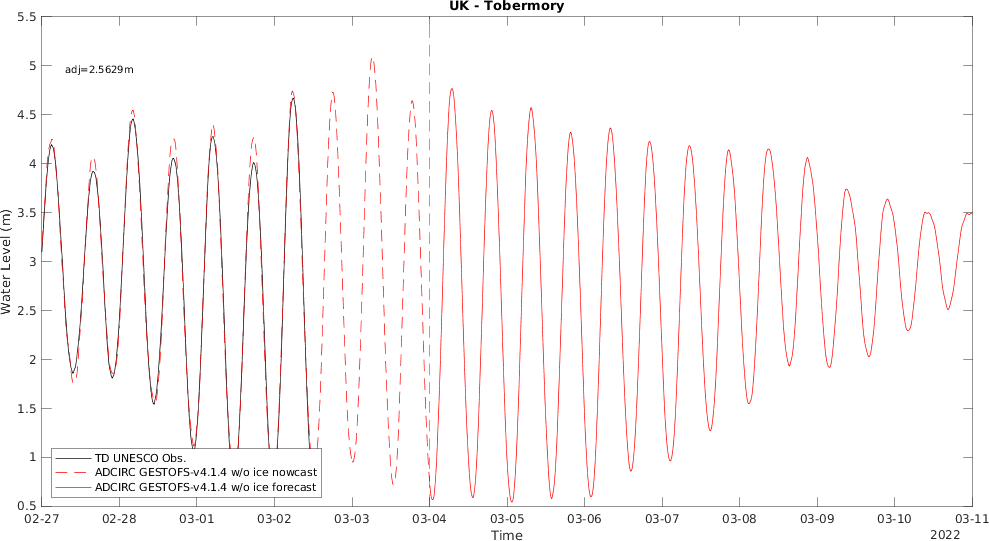 UK - Tobermory
5.5
5
4.5
4
3.5
3
2.5
2
1.5
1
0.5
Water Level (m)
adj=2.5629m
TD UNESCO Obs.
ADCIRC GESTOFS-v4.1.4 w/o ice nowcast
ADCIRC GESTOFS-v4.1.4 w/o ice forecast
02-27 02-28 03-01 03-02 03-03 03-04 03-05 03-06 03-07 03-08 03-09 03-10 03-11
Time
2022